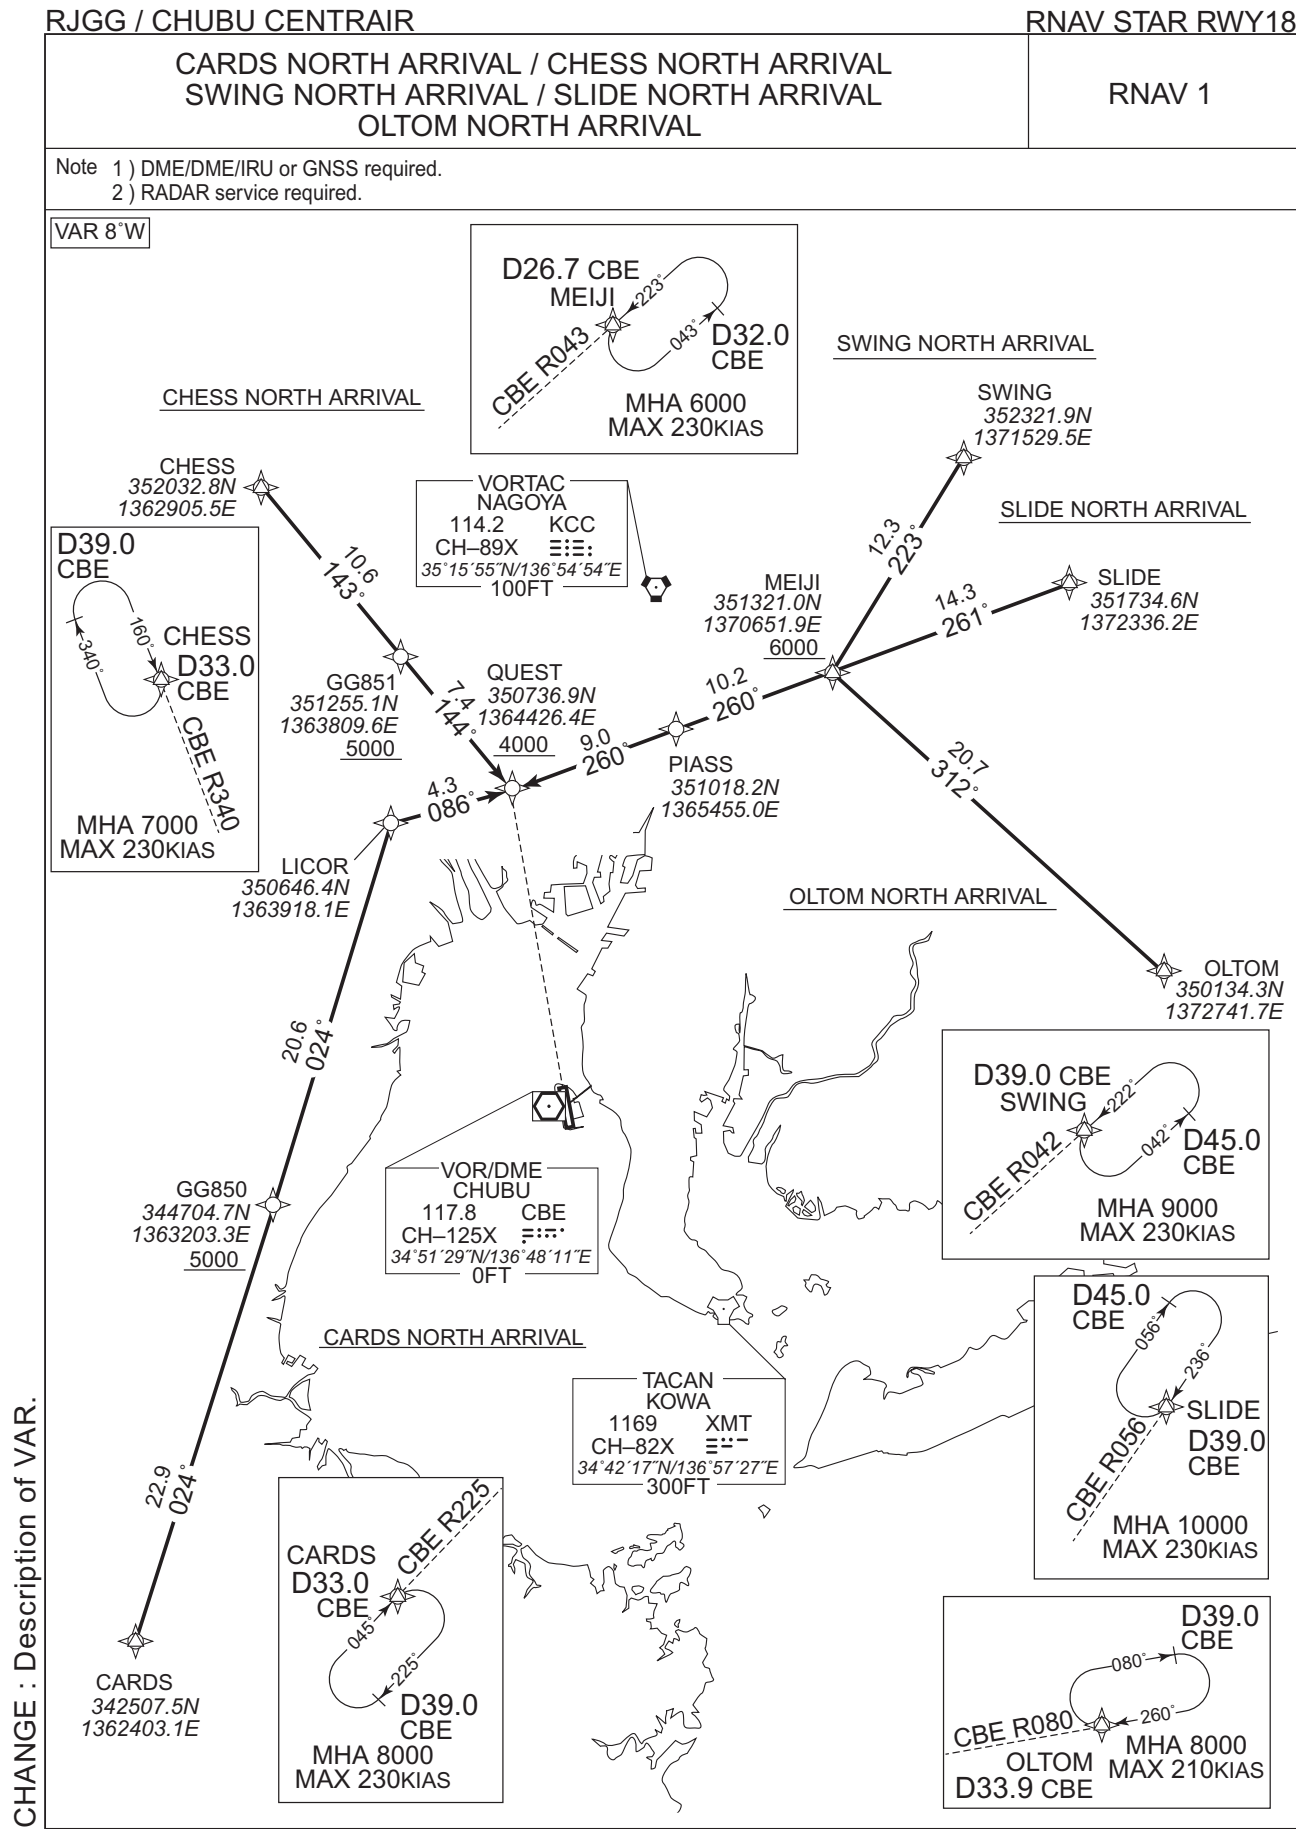 RJGG / CHUBU CENTRAIR
RNAV STAR RWY18
CARDS NORTH ARRIVAL / CHESS NORTH ARRIVAL
SWING NORTH ARRIVAL / SLIDE NORTH ARRIVAL
OLTOM NORTH ARRIVAL
RNAV 1
Note 1 ) DME/DME/IRU or GNSS required.
2 ) RADAR service required.
VAR 8°W
D26.7 CBE
MEIJI
223°
043°
D32.0
CBE
CBE R043
MHA 6000
MAX 230KIAS
SWING NORTH ARRIVAL
CHESS NORTH ARRIVAL
SWING
352321.9N
1371529.5E
CHESS
352032.8N
1362905.5E
VORTAC
NAGOYA
114.2 KCC
CH–89X
35°15´55˝N/136°54´54˝E
100FT
SLIDE NORTH ARRIVAL
12.3
223°
D39.0
CBE
160°
340°
CHESS
D33.0
CBE
CBE R340
MHA 7000
MAX 230KIAS
10.6
143°
MEIJI
351321.0N
1370651.9E
6000
14.3
261°
SLIDE
351734.6N
1372336.2E
GG851
351255.1N
1363809.6E
5000
7.4
144°
QUEST
350736.9N
1364426.4E
4000
10.2
260°
9.0
260°
PIASS
351018.2N
1365455.0E
20.7
312°
4.3
086°
LICOR
350646.4N
1363918.1E
OLTOM NORTH ARRIVAL
OLTOM
350134.3N
1372741.7E
20.6
024°
D39.0 CBE
SWING
222°
042°
D45.0
CBE
CBE R042
MHA 9000
MAX 230KIAS
VOR/DME
CHUBU
117.8 CBE
CH–125X
34°51´29˝N/136°48´11˝E
0FT
GG850
344704.7N
1363203.3E
5000
CARDS NORTH ARRIVAL
D45.0
CBE
056°
236°
SLIDE
D39.0
CBE
CBE R056
MHA 10000
MAX 230KIAS
TACAN
KOWA
1169 XMT
CH–82X
34°42´17˝N/136°57´27˝E
300FT
22.9
024°
CBE R225
CARDS
D33.0
CBE
045°
225°
D39.0
CBE
MHA 8000
MAX 230KIAS
CARDS
342507.5N
1362403.1E
D39.0
CBE
080°
260°
CBE R080
OLTOM
D33.9 CBE
MHA 8000
MAX 210KIAS
CHANGE : Description of VAR.